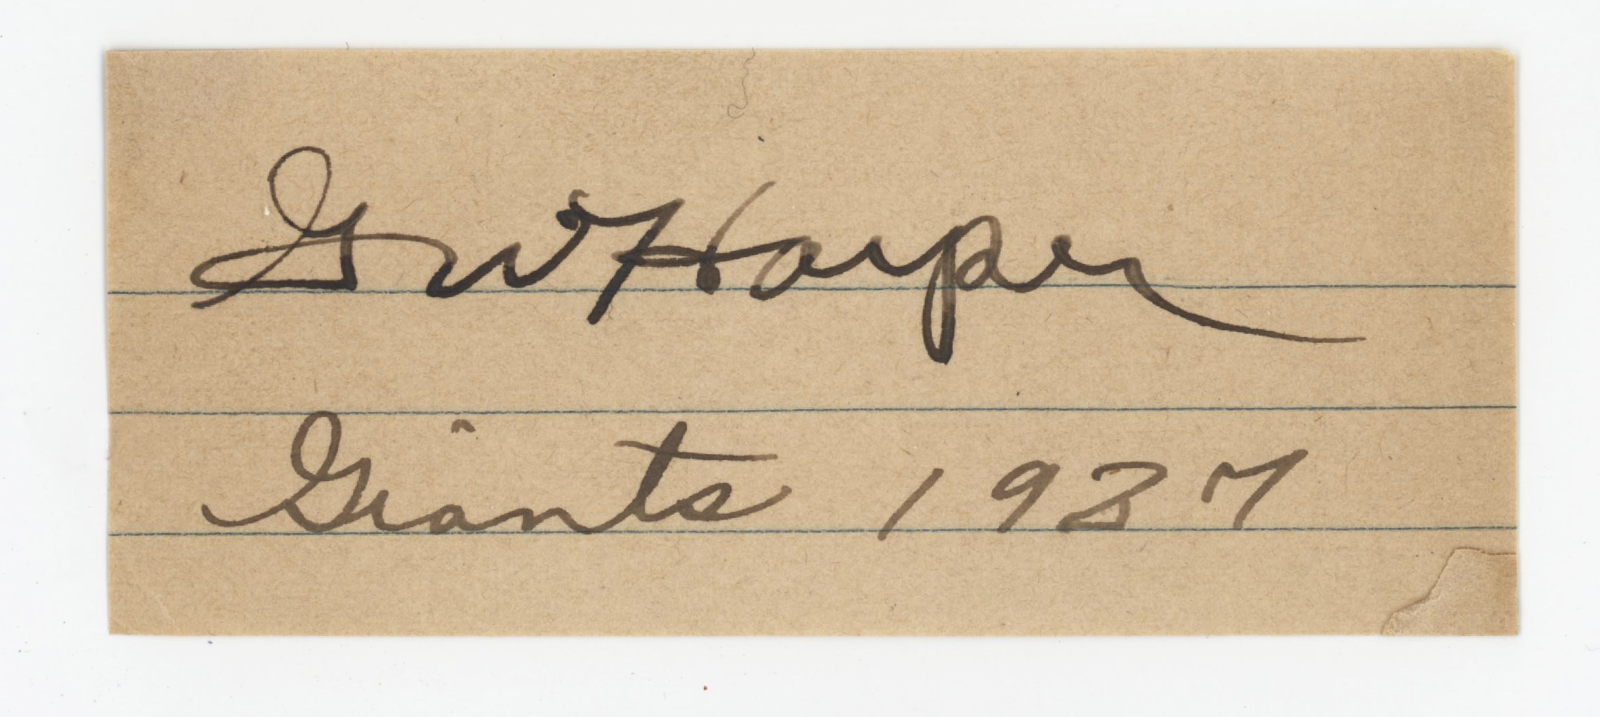 G W Harper
Giants 1927